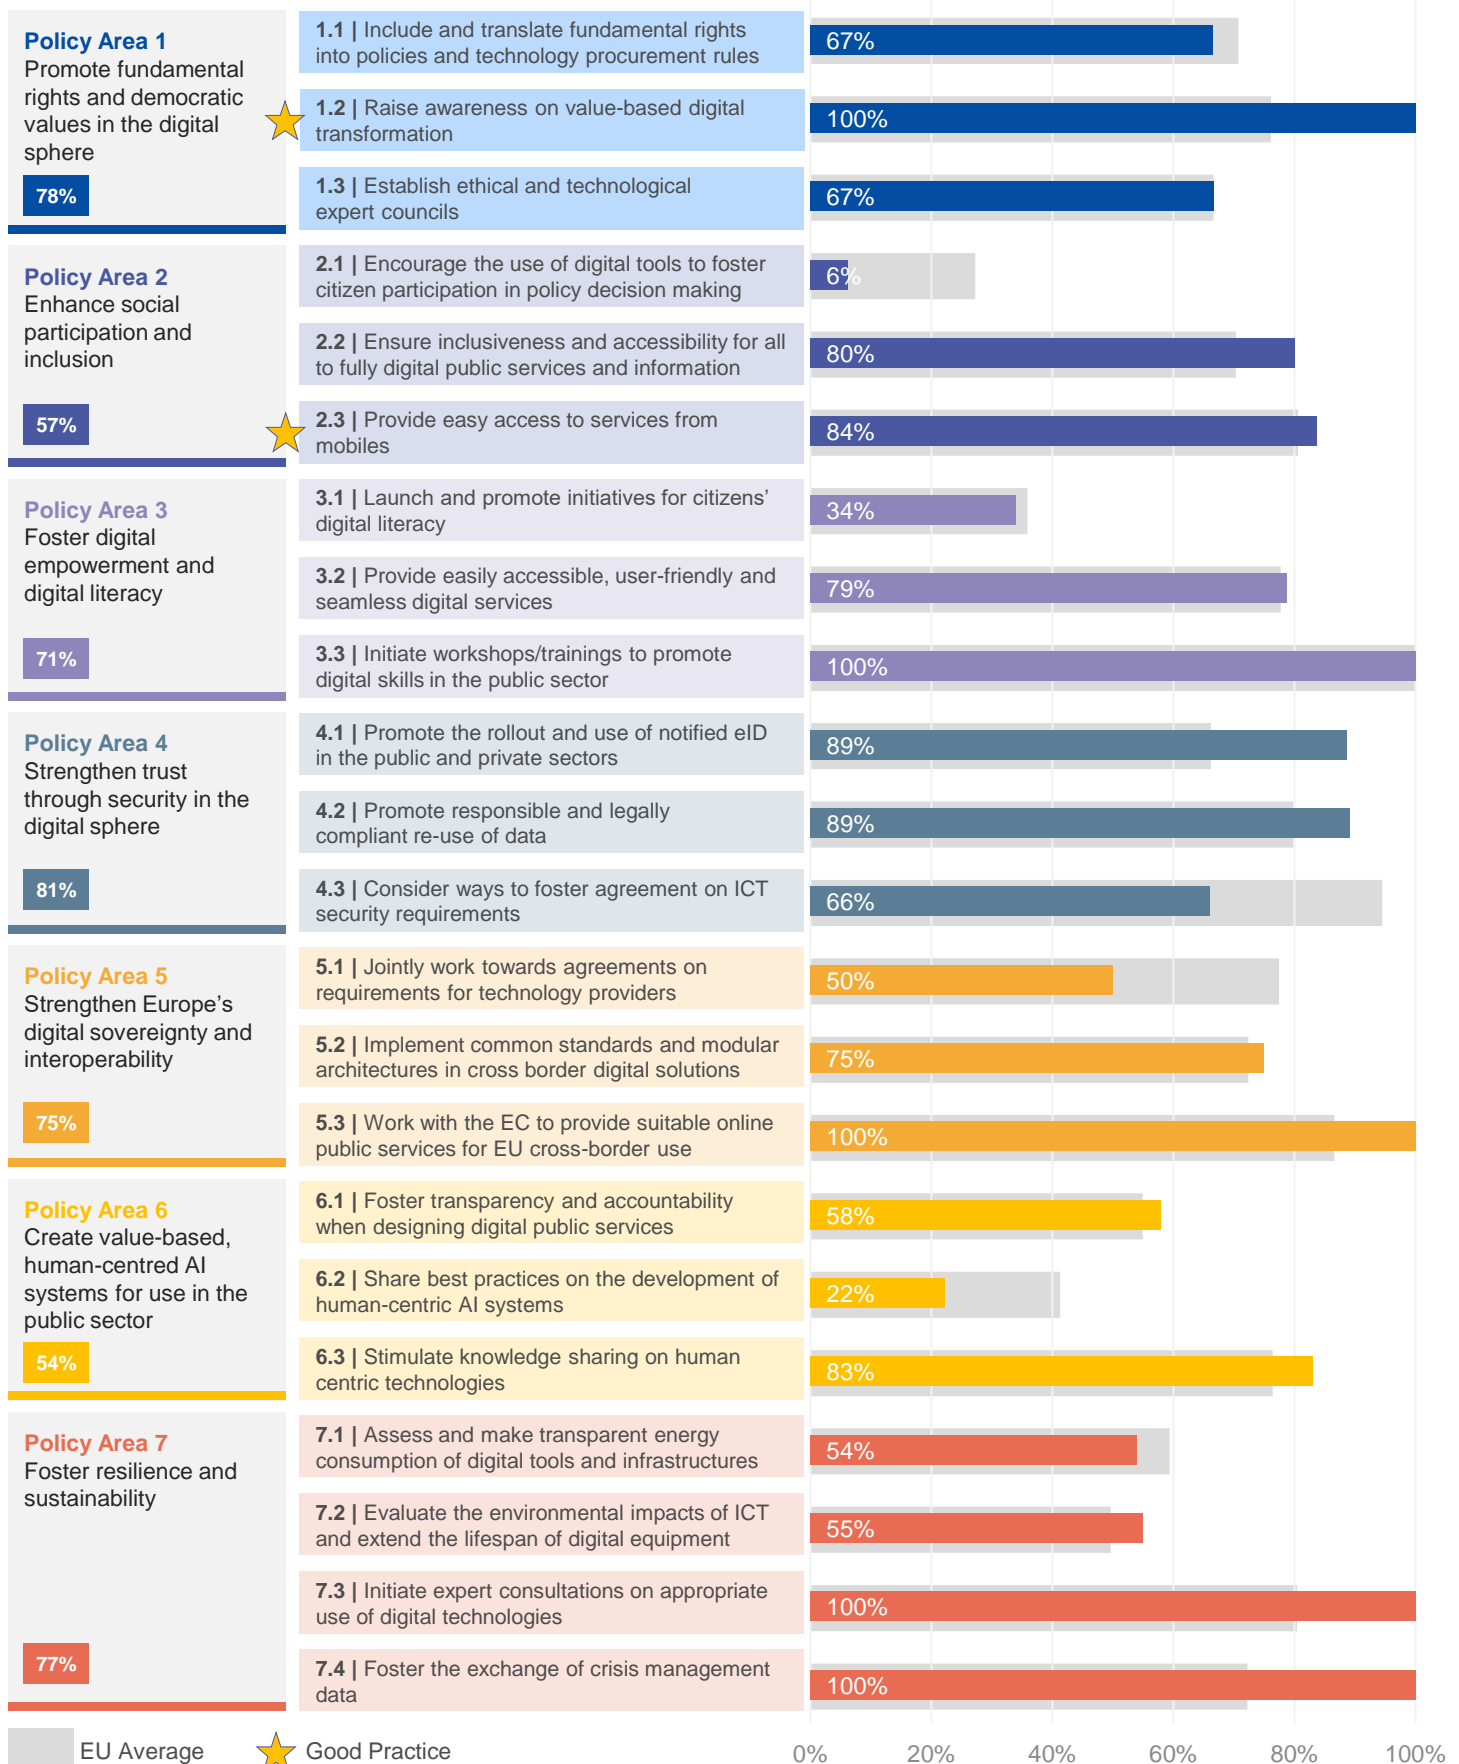 Policy Area 1
Promote fundamental
rights and democratic
values in the digital
sphere
78%
1.1 | Include and translate fundamental rights
into policies and technology procurement rules
67%
1.2 | Raise awareness on value-based digital
transformation
100%
1.3 | Establish ethical and technological
expert councils
67%
Policy Area 2
Enhance social
participation and
inclusion
57%
2.1 | Encourage the use of digital tools to foster
citizen participation in policy decision making
6%
2.2 | Ensure inclusiveness and accessibility for all
to fully digital public services and information
80%
2.3 | Provide easy access to services from
mobiles
84%
Policy Area 3
Foster digital
empowerment and
digital literacy
71%
3.1 | Launch and promote initiatives for citizens’
digital literacy
34%
3.2 | Provide easily accessible, user-friendly and
seamless digital services
79%
3.3 | Initiate workshops/trainings to promote
digital skills in the public sector
100%
Policy Area 4
Strengthen trust
through security in the
digital sphere
81%
4.1 | Promote the rollout and use of notified eID
in the public and private sectors
89%
4.2 | Promote responsible and legally
compliant re-use of data
89%
4.3 | Consider ways to foster agreement on ICT
security requirements
66%
Policy Area 5
Strengthen Europe’s
digital sovereignty and
interoperability
75%
5.1 | Jointly work towards agreements on
requirements for technology providers
50%
5.2 | Implement common standards and modular
architectures in cross border digital solutions
75%
5.3 | Work with the EC to provide suitable online
public services for EU cross-border use
100%
Policy Area 6
Create value-based,
human-centred AI
systems for use in the
public sector
54%
6.1 | Foster transparency and accountability
when designing digital public services
58%
6.2 | Share best practices on the development of
human-centric AI systems
22%
6.3 | Stimulate knowledge sharing on human
centric technologies
83%
Policy Area 7
Foster resilience and
sustainability
77%
7.1 | Assess and make transparent energy
consumption of digital tools and infrastructures
54%
7.2 | Evaluate the environmental impacts of ICT
and extend the lifespan of digital equipment
55%
7.3 | Initiate expert consultations on appropriate
use of digital technologies
100%
7.4 | Foster the exchange of crisis management
data
100%
EU Average
Good Practice
0% 20% 40% 60% 80% 100%